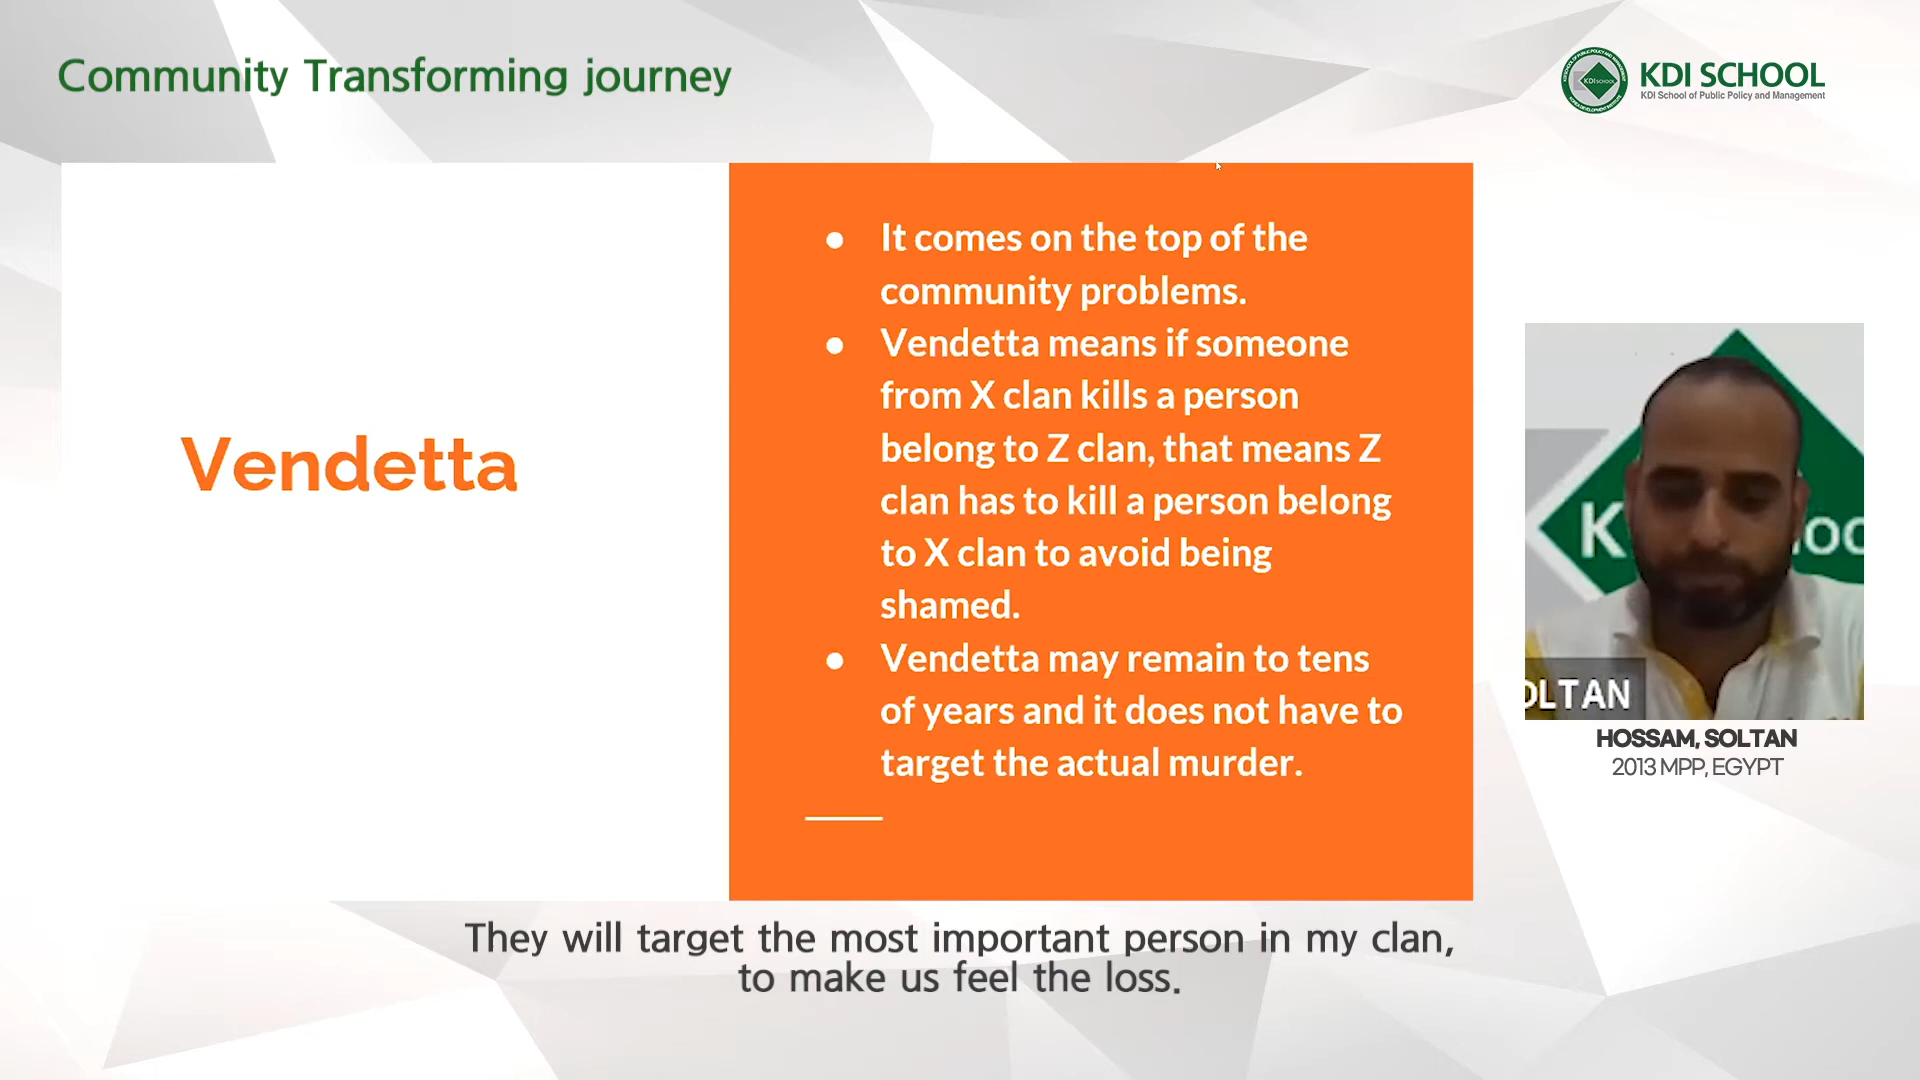 Community Transforming journey
KDI SCHOOL
KDI School of Public Policy and Management
Vendetta
● It comes on the top of the
community problems.
● Vendetta means if someone
from X clan kills a person
belong to Z clan, that means Z
clan has to kill a person belong
to X clan to avoid being
shamed.
● Vendetta may remain to tens
of years and it does not have to
target the actual murder.
OLTAN
HOSSAM, SOLTAN
2013 MPP, EGYPT
They will target the most important person in my clan,
to make us feel the loss.